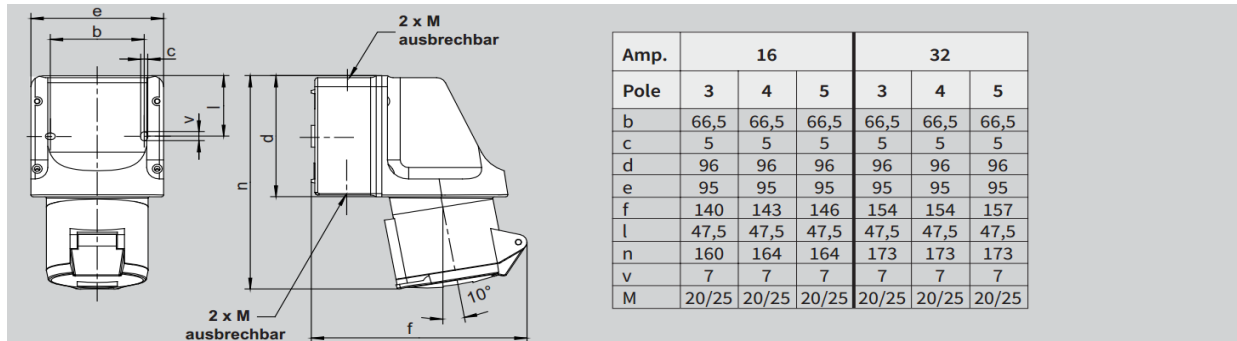 e
b
c
l
v
2 x M
ausbrechbar
d
n
10°
f
2 x M
ausbrechbar
Amp. 16 32
Pole 3 4 5 3 4 5
b 66,5 66,5 66,5 66,5 66,5 66,5
c 5 5 5 5 5 5
d 96 96 96 96 96 96
e 95 95 95 95 95 95
f 140 143 146 154 154 157
l 47,5 47,5 47,5 47,5 47,5 47,5
n 160 164 164 173 173 173
v 7 7 7 7 7 7
M 20/25 20/25 20/25 20/25 20/25 20/25